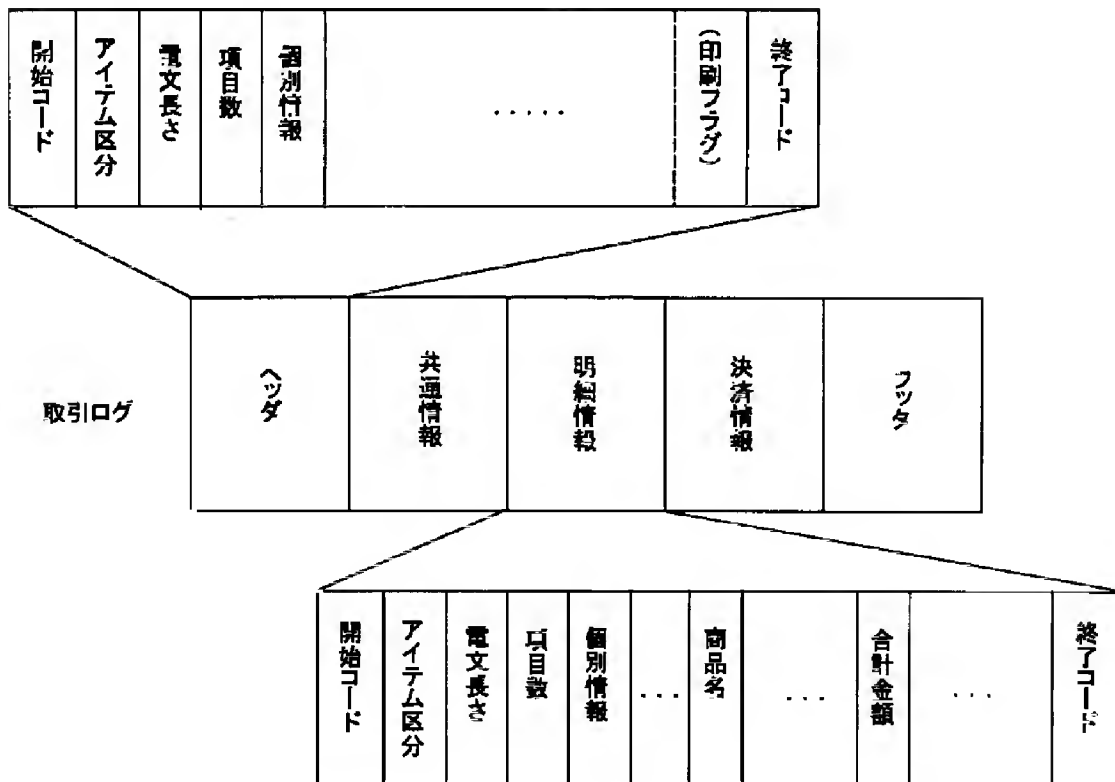 開始コード
アイテム区分
電文長さ
項目数
個別情報
.....
(印刷フラグ)
終了コード
取引ログ
ヘッダ
共通情報
明細情報
決済情報
フッタ
開始コード
アイテム区分
電文長さ
項目数
個別情報
...
商品名
...
合計金額
...
終了コード